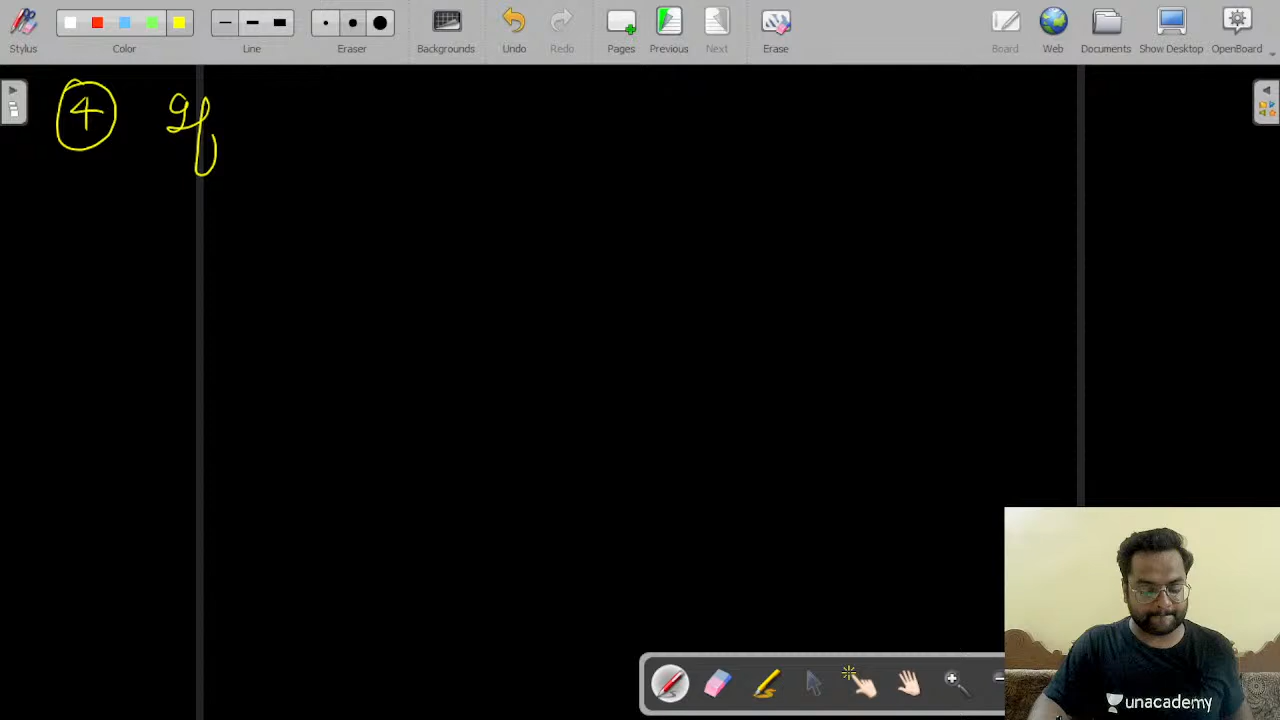 Stylus Color Line Eraser Backgrounds Undo Redo Pages Previous Next Erase Board Web Documents Show Desktop OpenBoard
4 If
unacademy